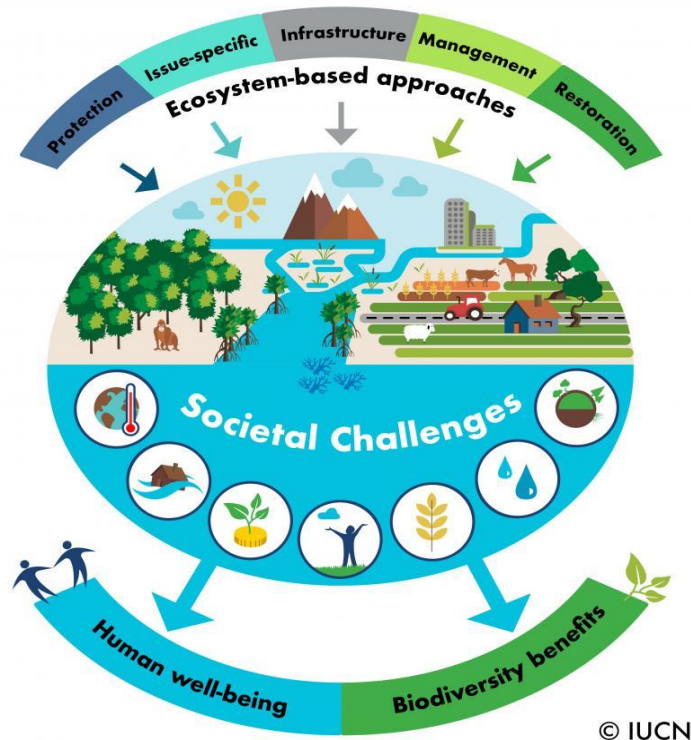 Protection
Issue-specific
Infrastructure
Management
Restoration
Ecosystem-based approaches
Societal Challenges
Human well-being
Biodiversity benefits
© IUCN